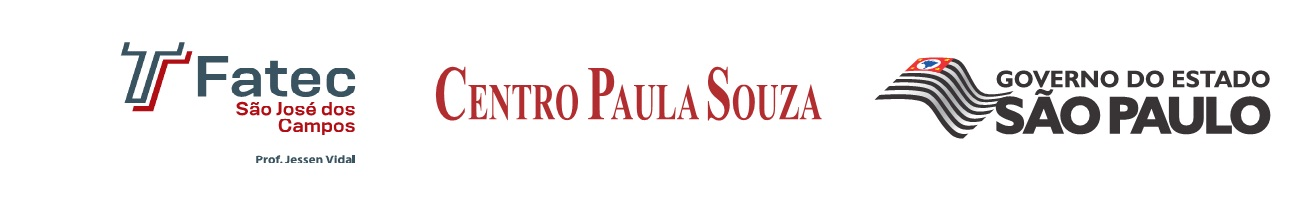 Fatec
São José dos
Campos
Prof. Jessen Vidal
CENTRO PAULA SOUZA
GOVERNO DO ESTADO
SÃO PAULO